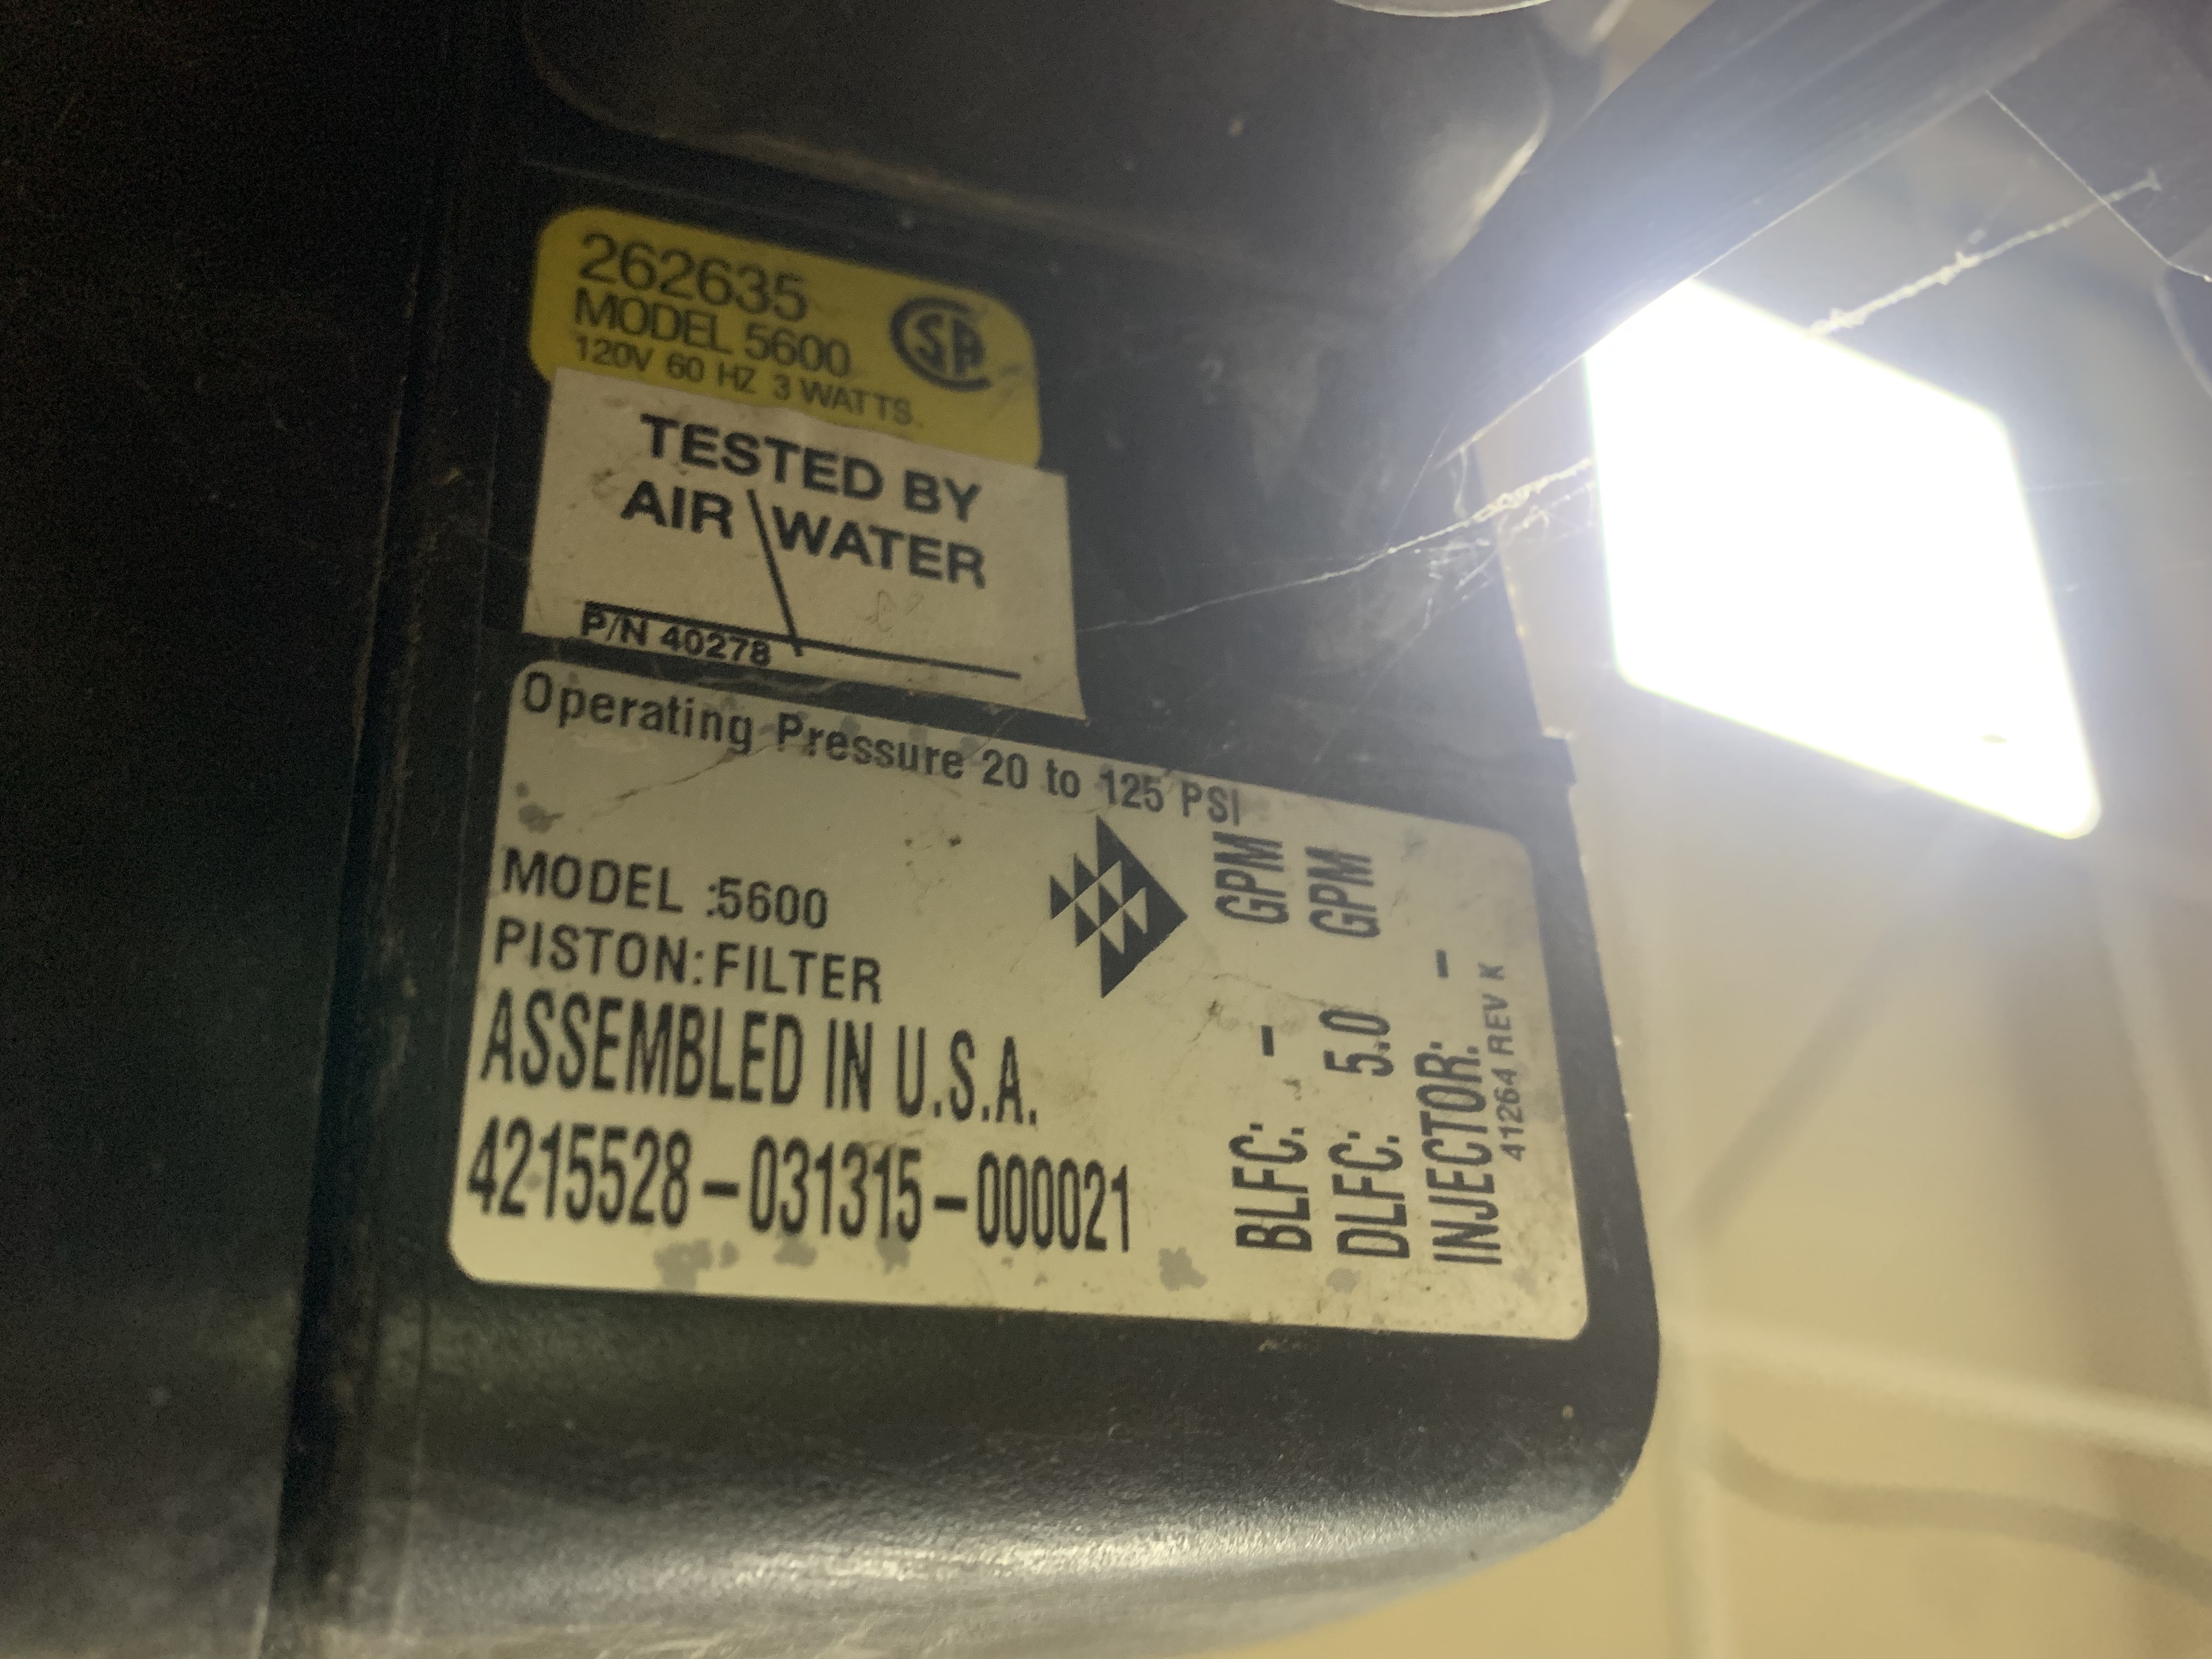 262635
MODEL 5600
120V 60 HZ 3 WATTS.
TESTED BY
AIR \ WATER
P/N 40278
Operating Pressure 20 to 125 PSI
MODEL :5600
PISTON:FILTER
ASSEMBLED IN U.S.A.
4215528-031315-000021
BLFC: - GPM
DLFC: 5.0 GPM
INJECTOR: -
41264 REV K